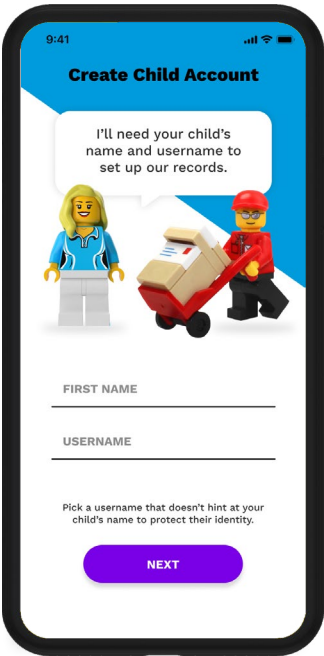 9:41
Create Child Account
I'll need your child's
name and username to
set up our records.
FIRST NAME
USERNAME
Pick a username that doesn't hint at your
child's name to protect their identity.
NEXT